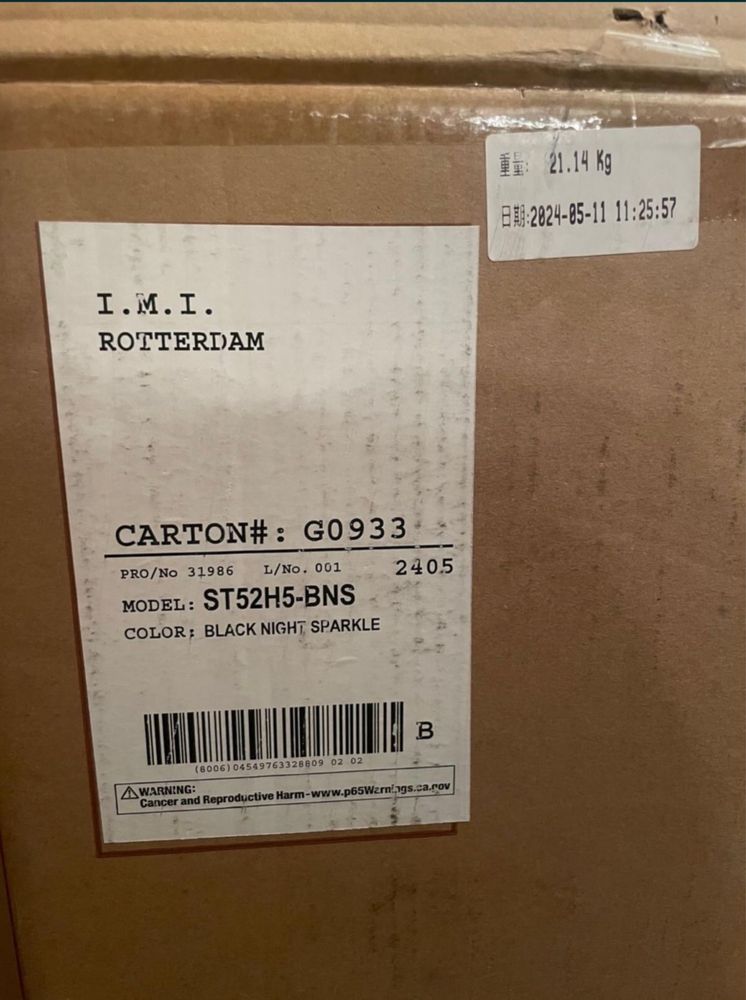 重量: 21.14 Kg
日期:2024-05-11 11:25:57
I.M.I.
ROTTERDAM
CARTON#: G0933
PRO/No 31986 L/No. 001 2405
MODEL: ST52H5-BNS
COLOR: BLACK NIGHT SPARKLE
B
(8006)04549763328809 02 02
WARNING:
Cancer and Reproductive Harm-www.p65Warnings.ca.gov